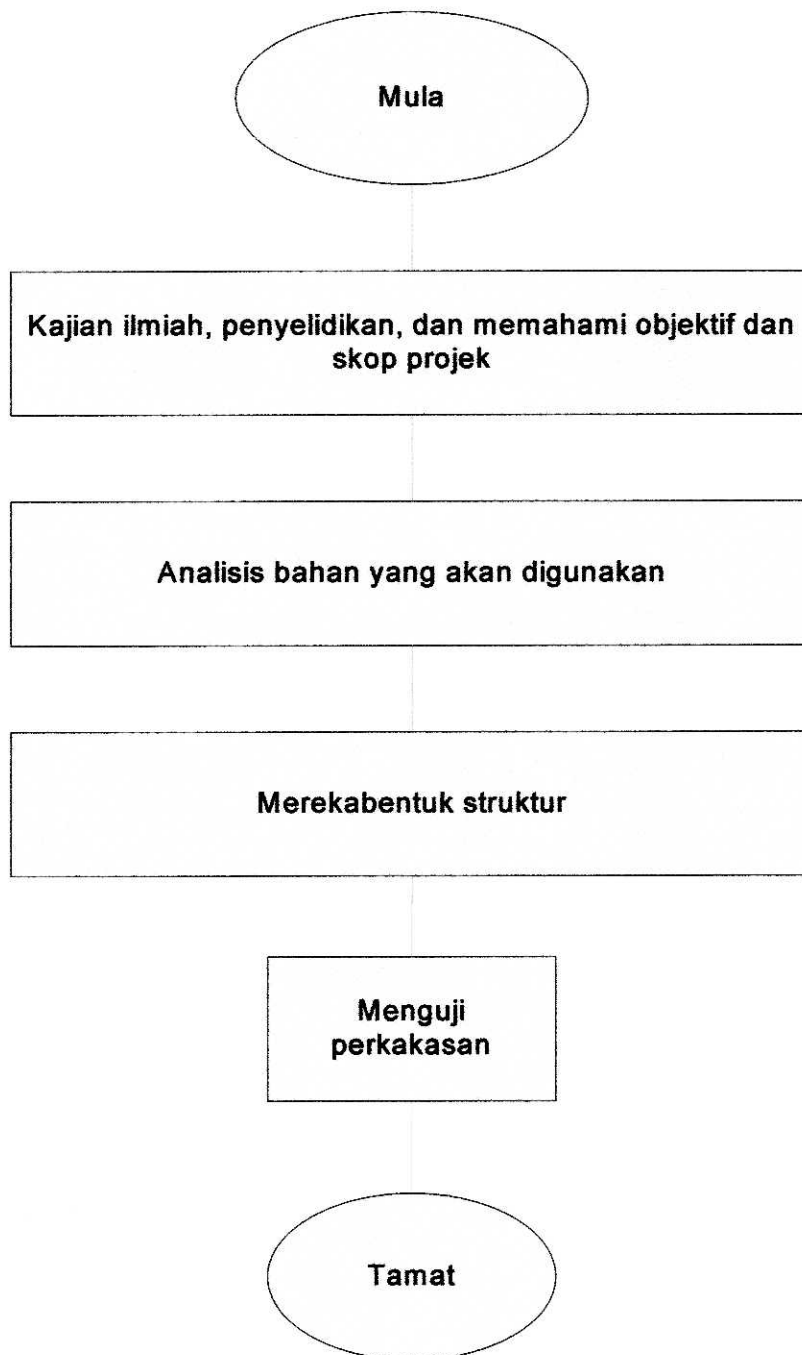 Mula
Kajian ilmiah, penyelidikan, dan memahami objektif dan
skop projek
Analisis bahan yang akan digunakan
Merekabentuk struktur
Menguji
perkakasan
Tamat